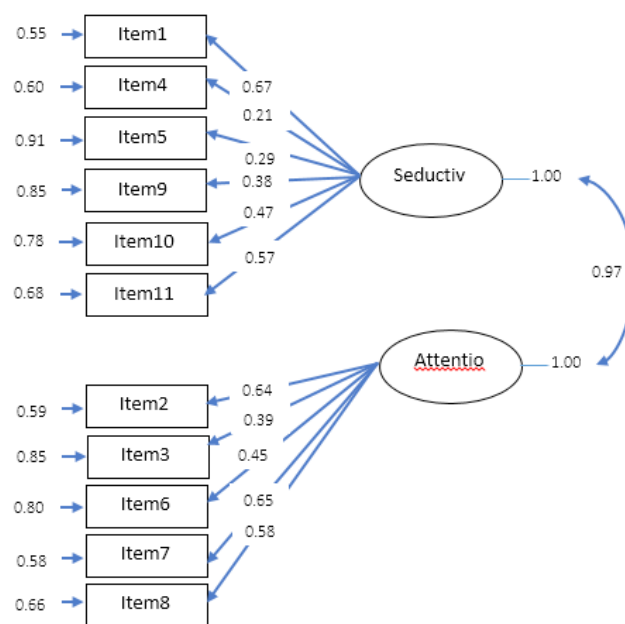 0.55 Item1
0.67
0.60 Item4
0.21
0.91 Item5
0.29
0.85 Item9
0.38
0.47
0.78 Item10
0.57
0.68 Item11
Seductiv 1.00
0.97
Attentio 1.00
0.59 Item2
0.64
0.39
0.85 Item3
0.45
0.80 Item6
0.65
0.58
0.58 Item7
0.66 Item8